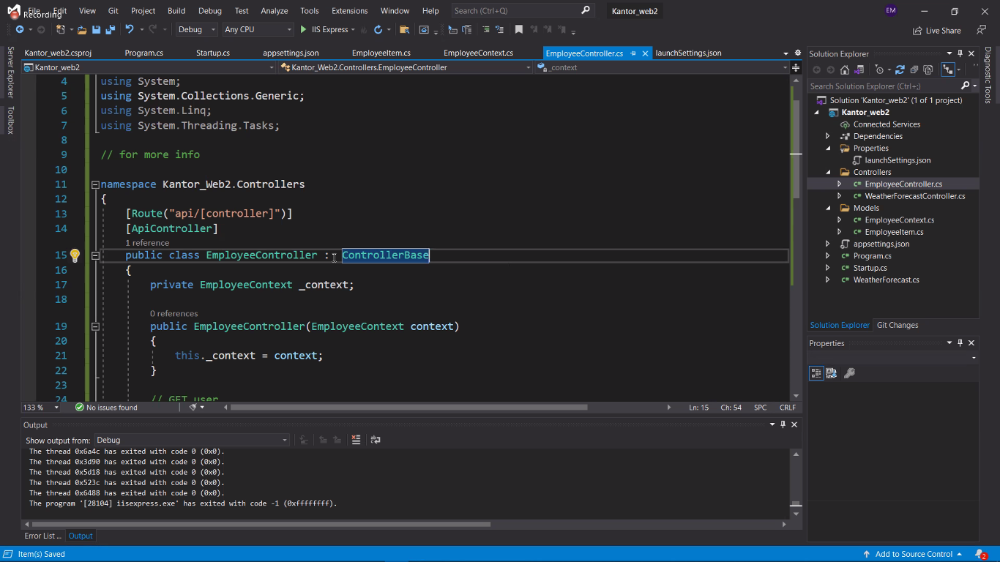 Recording
File Edit View Git Project Build Debug Test Analyze Tools Extensions Window Help Search (Ctrl+Q) Kantor_web2 EM
Debug Any CPU IIS Express Live Share
Server Explorer
Toolbox
Kantor_web2.csproj Program.cs Startup.cs appsettings.json EmployeeItem.cs EmployeeContext.cs EmployeeController.cs launchSettings.json
Kantor_web2 Kantor_Web2.Controllers.EmployeeController _context
4 using System;
5 using System.Collections.Generic;
6 using System.Linq;
7 using System.Threading.Tasks;
8
9 // for more info
10
11 namespace Kantor_Web2.Controllers
12 {
13 [Route("api/[controller]")]
14 [ApiController]
1 reference
15 public class EmployeeController : ControllerBase
16 {
17 private EmployeeContext _context;
18
0 references
19 public EmployeeController(EmployeeContext context)
20 {
21 this._context = context;
22 }
23
24 // GET user
133 % No issues found Ln: 15 Ch: 54 SPC CRLF
Output
Show output from: Debug
The thread 0x6a4c has exited with code 0 (0x0).
The thread 0x3d90 has exited with code 0 (0x0).
The thread 0x5d18 has exited with code 0 (0x0).
The thread 0x523c has exited with code 0 (0x0).
The thread 0x6488 has exited with code 0 (0x0).
The program '[28104] iisexpress.exe' has exited with code -1 (0xffffffff).
Error List ... Output
Solution Explorer
Search Solution Explorer (Ctrl+;)
Solution 'Kantor_web2' (1 of 1 project)
Kantor_web2
Connected Services
Dependencies
Properties
launchSettings.json
Controllers
C# EmployeeController.cs
C# WeatherForecastController.cs
Models
C# EmployeeContext.cs
C# EmployeeItem.cs
appsettings.json
C# Program.cs
C# Startup.cs
C# WeatherForecast.cs
Solution Explorer Git Changes
Properties
Diagnostic Tools
Item(s) Saved Add to Source Control 2